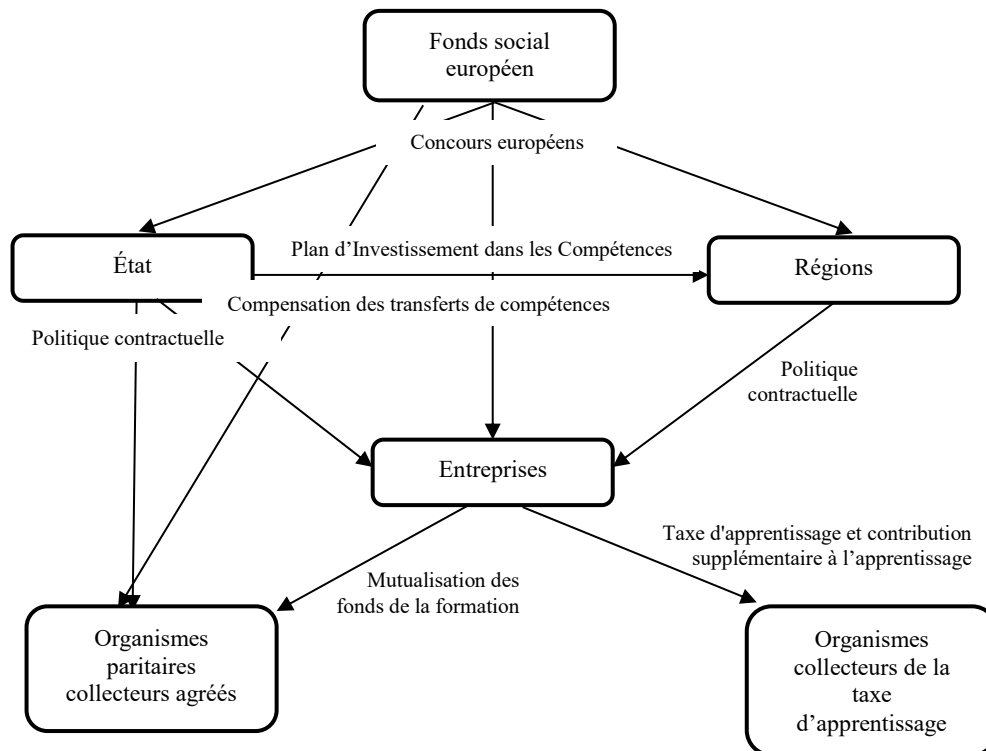 Fonds social
européen
Concours européens
État
Plan d’Investissement dans les Compétences
Régions
Compensation des transferts de compétences
Politique contractuelle
Politique
contractuelle
Entreprises
Taxe d'apprentissage et contribution
supplémentaire à l’apprentissage
Mutualisation des
fonds de la formation
Organismes
paritaires
collecteurs agréés
Organismes
collecteurs de la
taxe
d’apprentissage